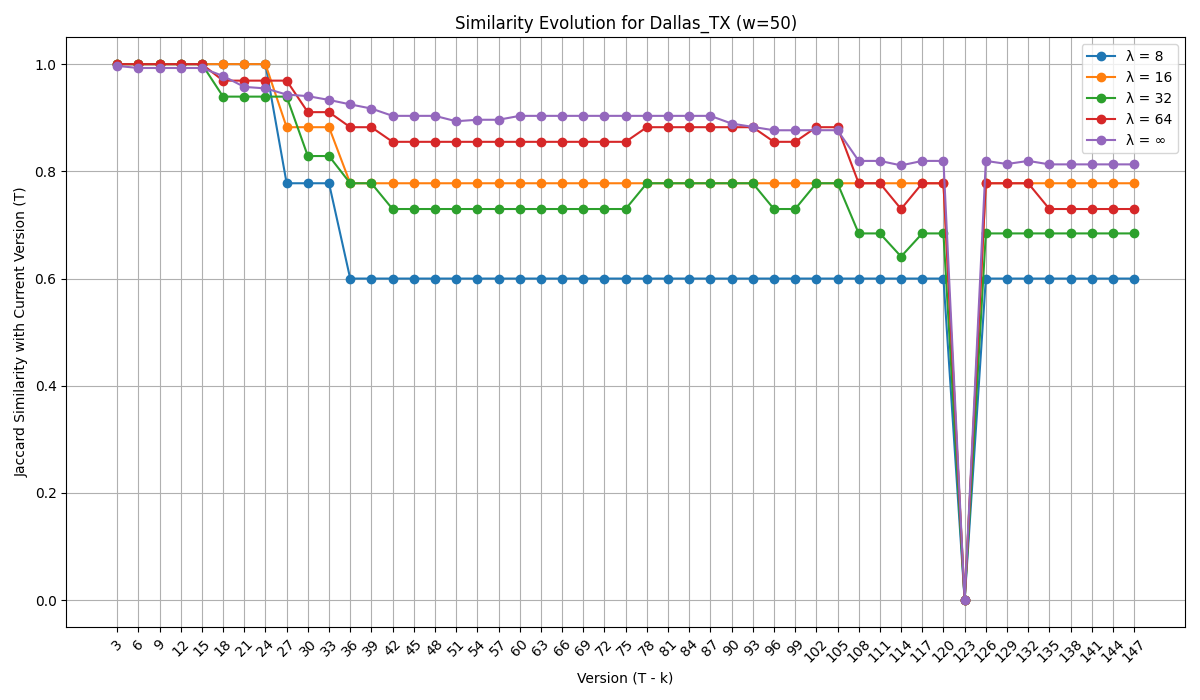 Similarity Evolution for Dallas_TX (w=50)
Jaccard Similarity with Current Version (T)
1.0
0.8
0.6
0.4
0.2
0.0
λ = 8
λ = 16
λ = 32
λ = 64
λ = ∞
3 6 9 12 15 18 21 24 27 30 33 36 39 42 45 48 51 54 57 60 63 66 69 72 75 78 81 84 87 90 93 96 99 102 105 108 111 114 117 120 123 126 129 132 135 138 141 144 147
Version (T - k)